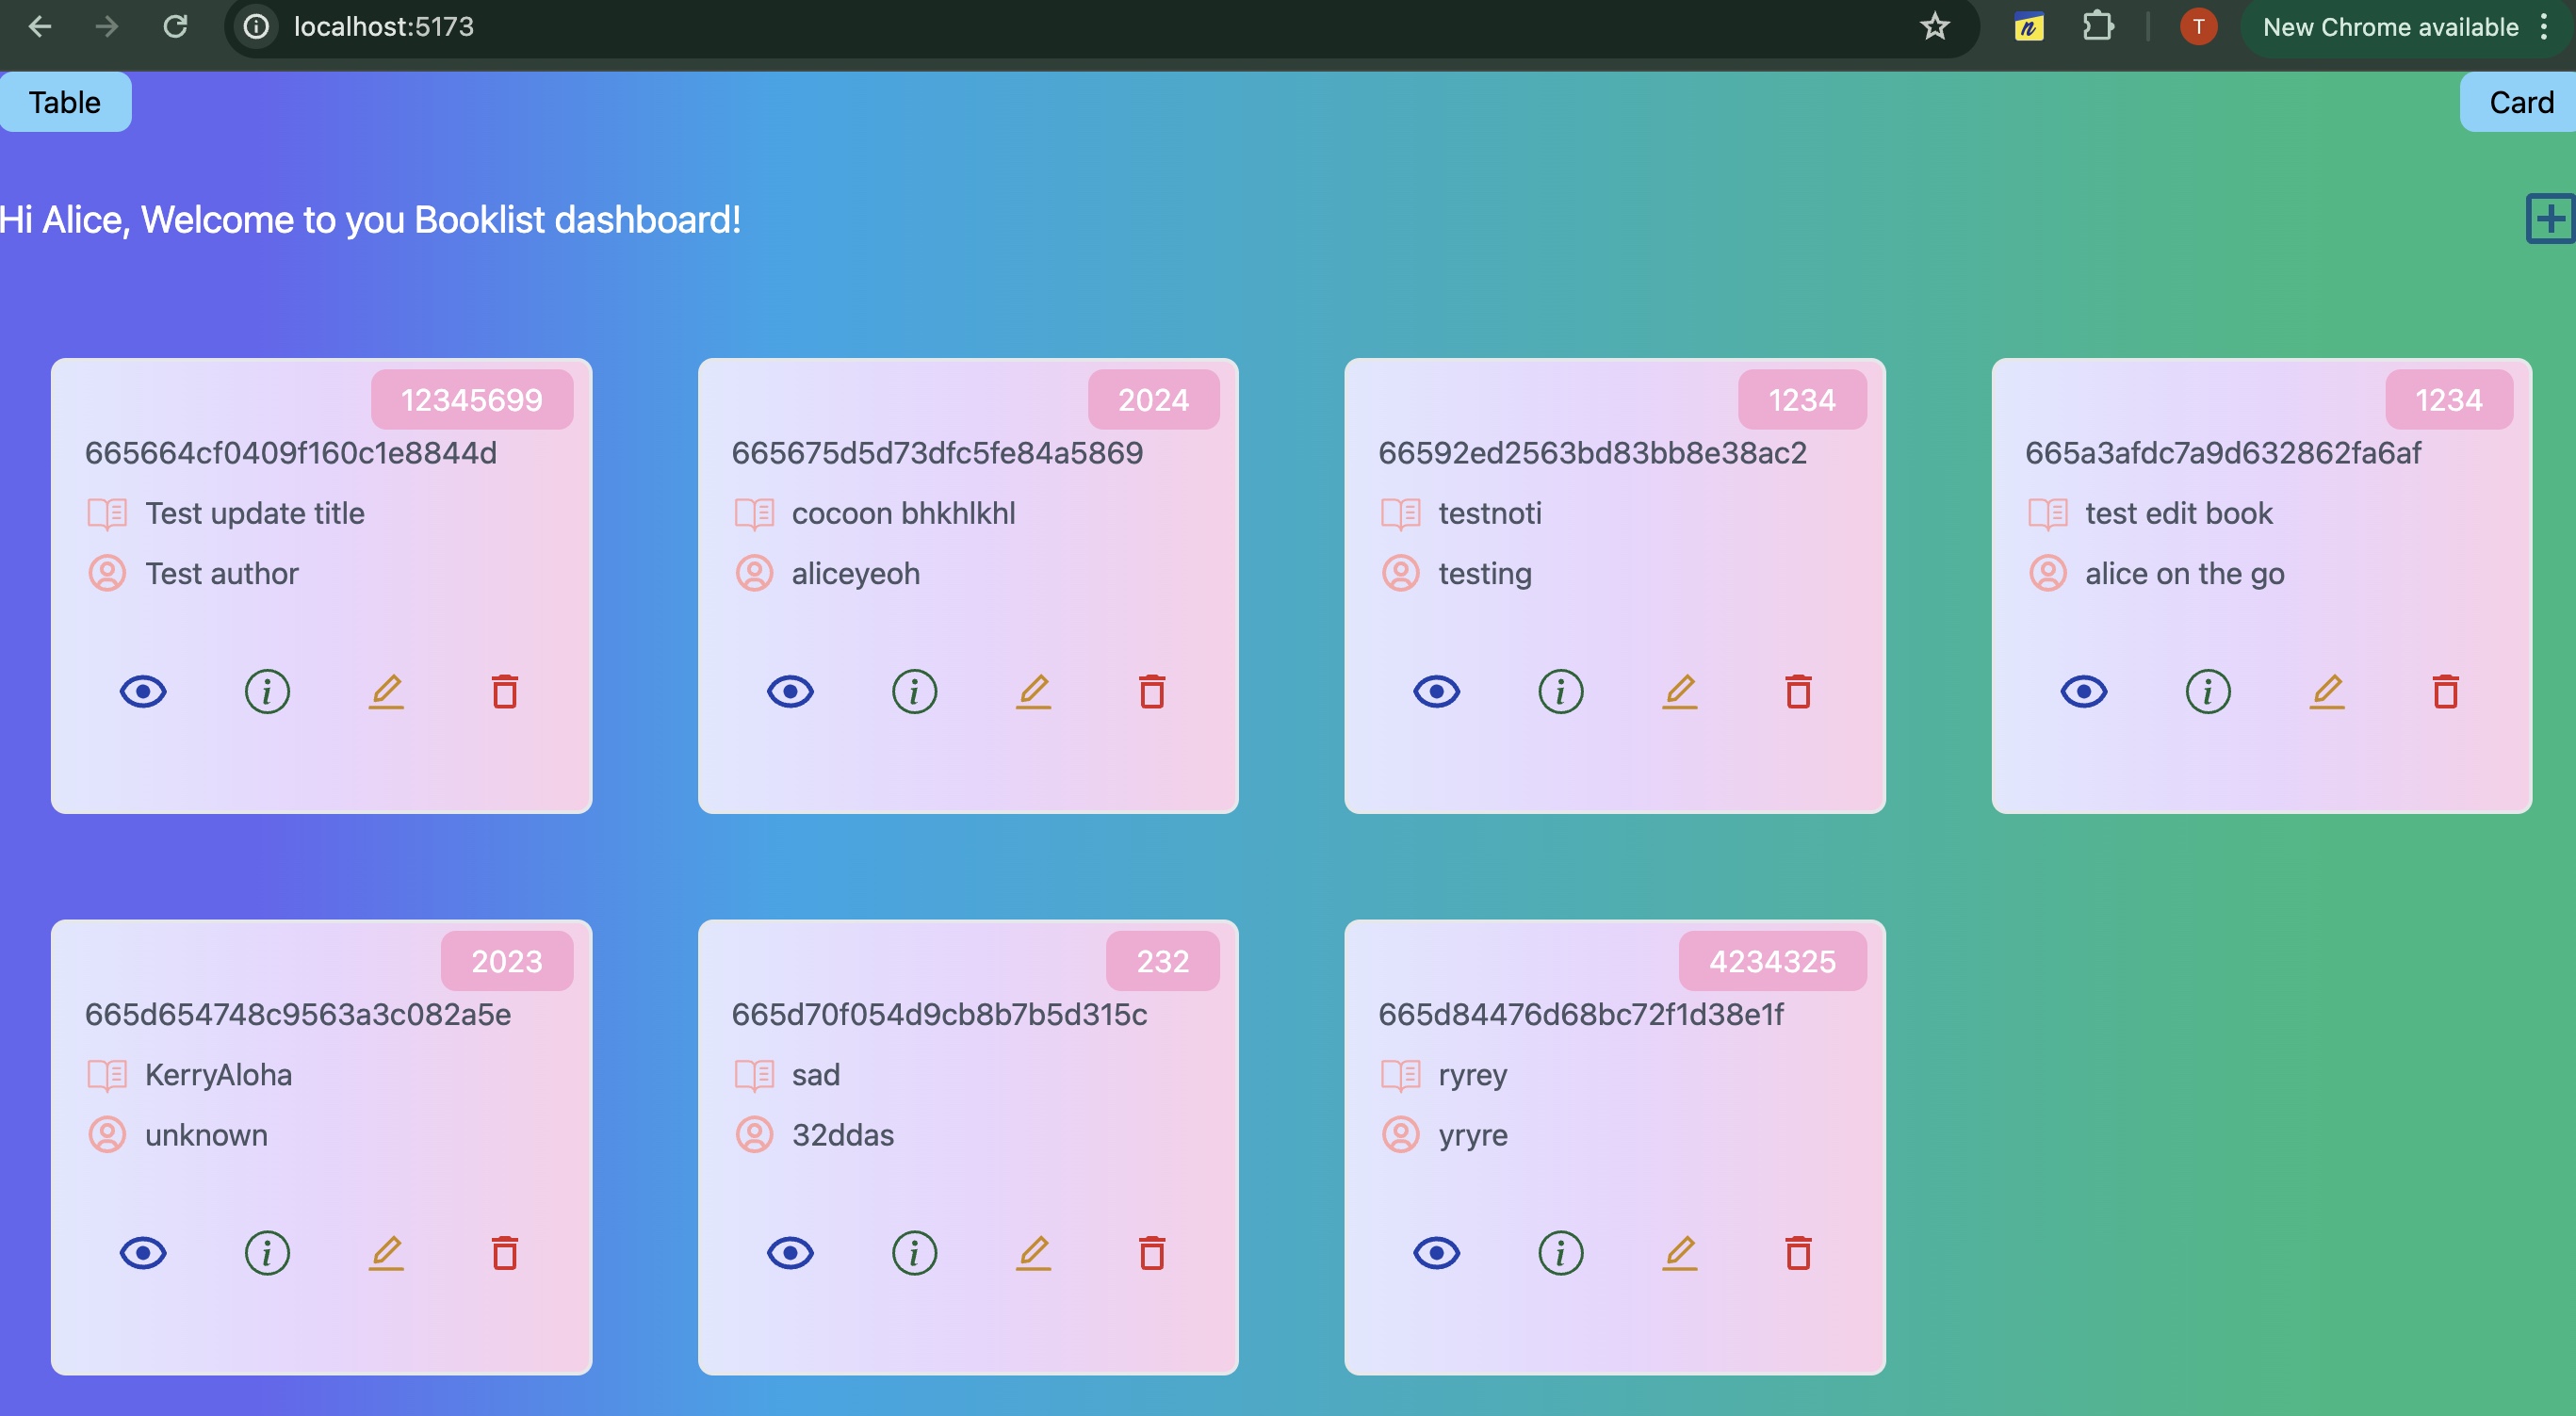 localhost:5173
T
New Chrome available
Table
Card
Hi Alice, Welcome to you Booklist dashboard!
12345699
665664cf0409f160c1e8844d
Test update title
Test author
2024
665675d5d73dfc5fe84a5869
cocoon bhkhlkhl
aliceyeoh
1234
66592ed2563bd83bb8e38ac2
testnoti
testing
1234
665a3afdc7a9d632862fa6af
test edit book
alice on the go
2023
665d654748c9563a3c082a5e
KerryAloha
unknown
232
665d70f054d9cb8b7b5d315c
sad
32ddas
4234325
665d84476d68bc72f1d38e1f
ryrey
yryre